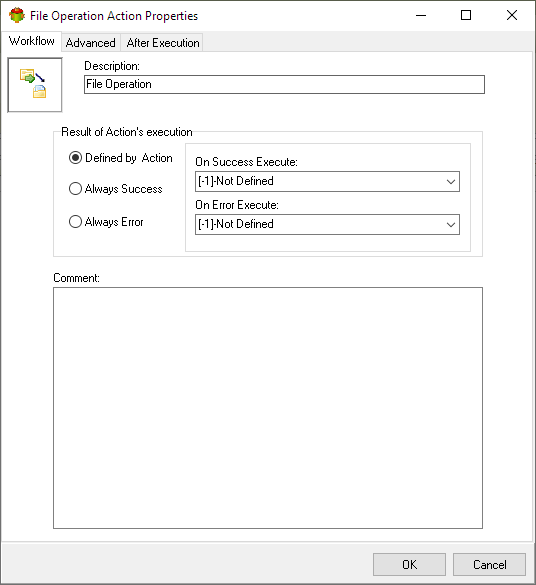 File Operation Action Properties
Workflow Advanced After Execution
Description:
File Operation
Result of Action's execution
Defined by Action
Always Success
Always Error
On Success Execute:
[-1]-Not Defined
On Error Execute:
[-1]-Not Defined
Comment:
OK Cancel